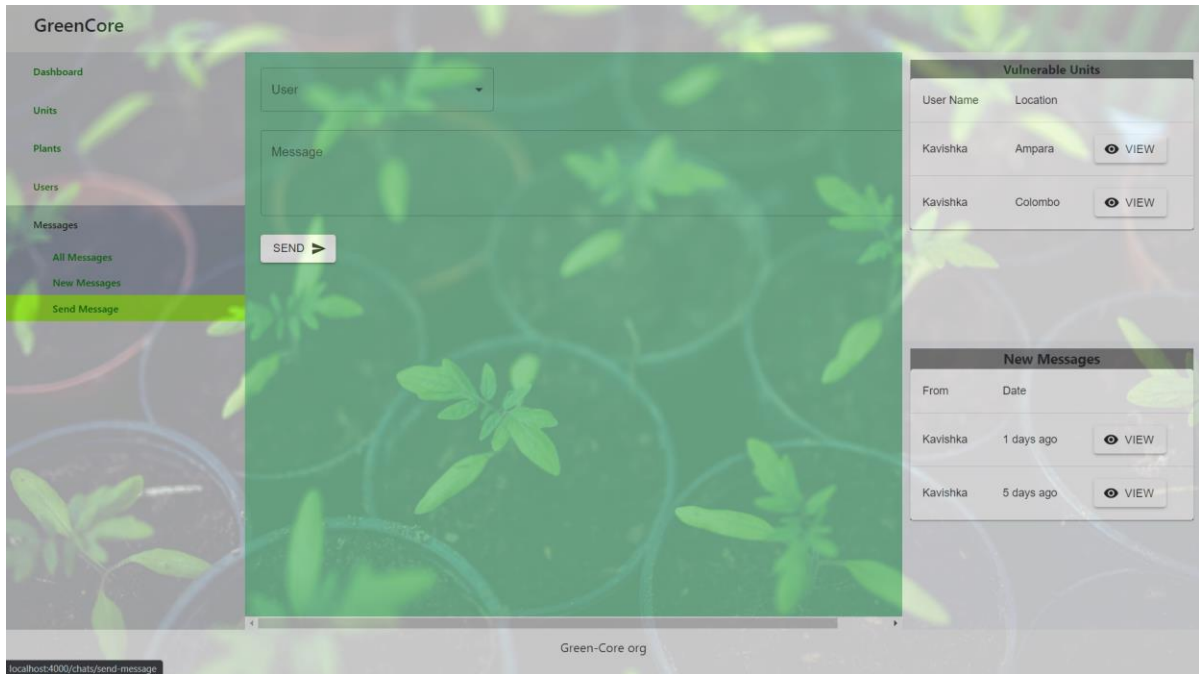 GreenCore
Dashboard
Units
Plants
Users
Messages
All Messages
New Messages
Send Message
User
Message
SEND
Vulnerable Units
User Name Location
Kavishka Ampara VIEW
Kavishka Colombo VIEW
New Messages
From Date
Kavishka 1 days ago VIEW
Kavishka 5 days ago VIEW
Green-Core org
localhost:4000/chats/send-message